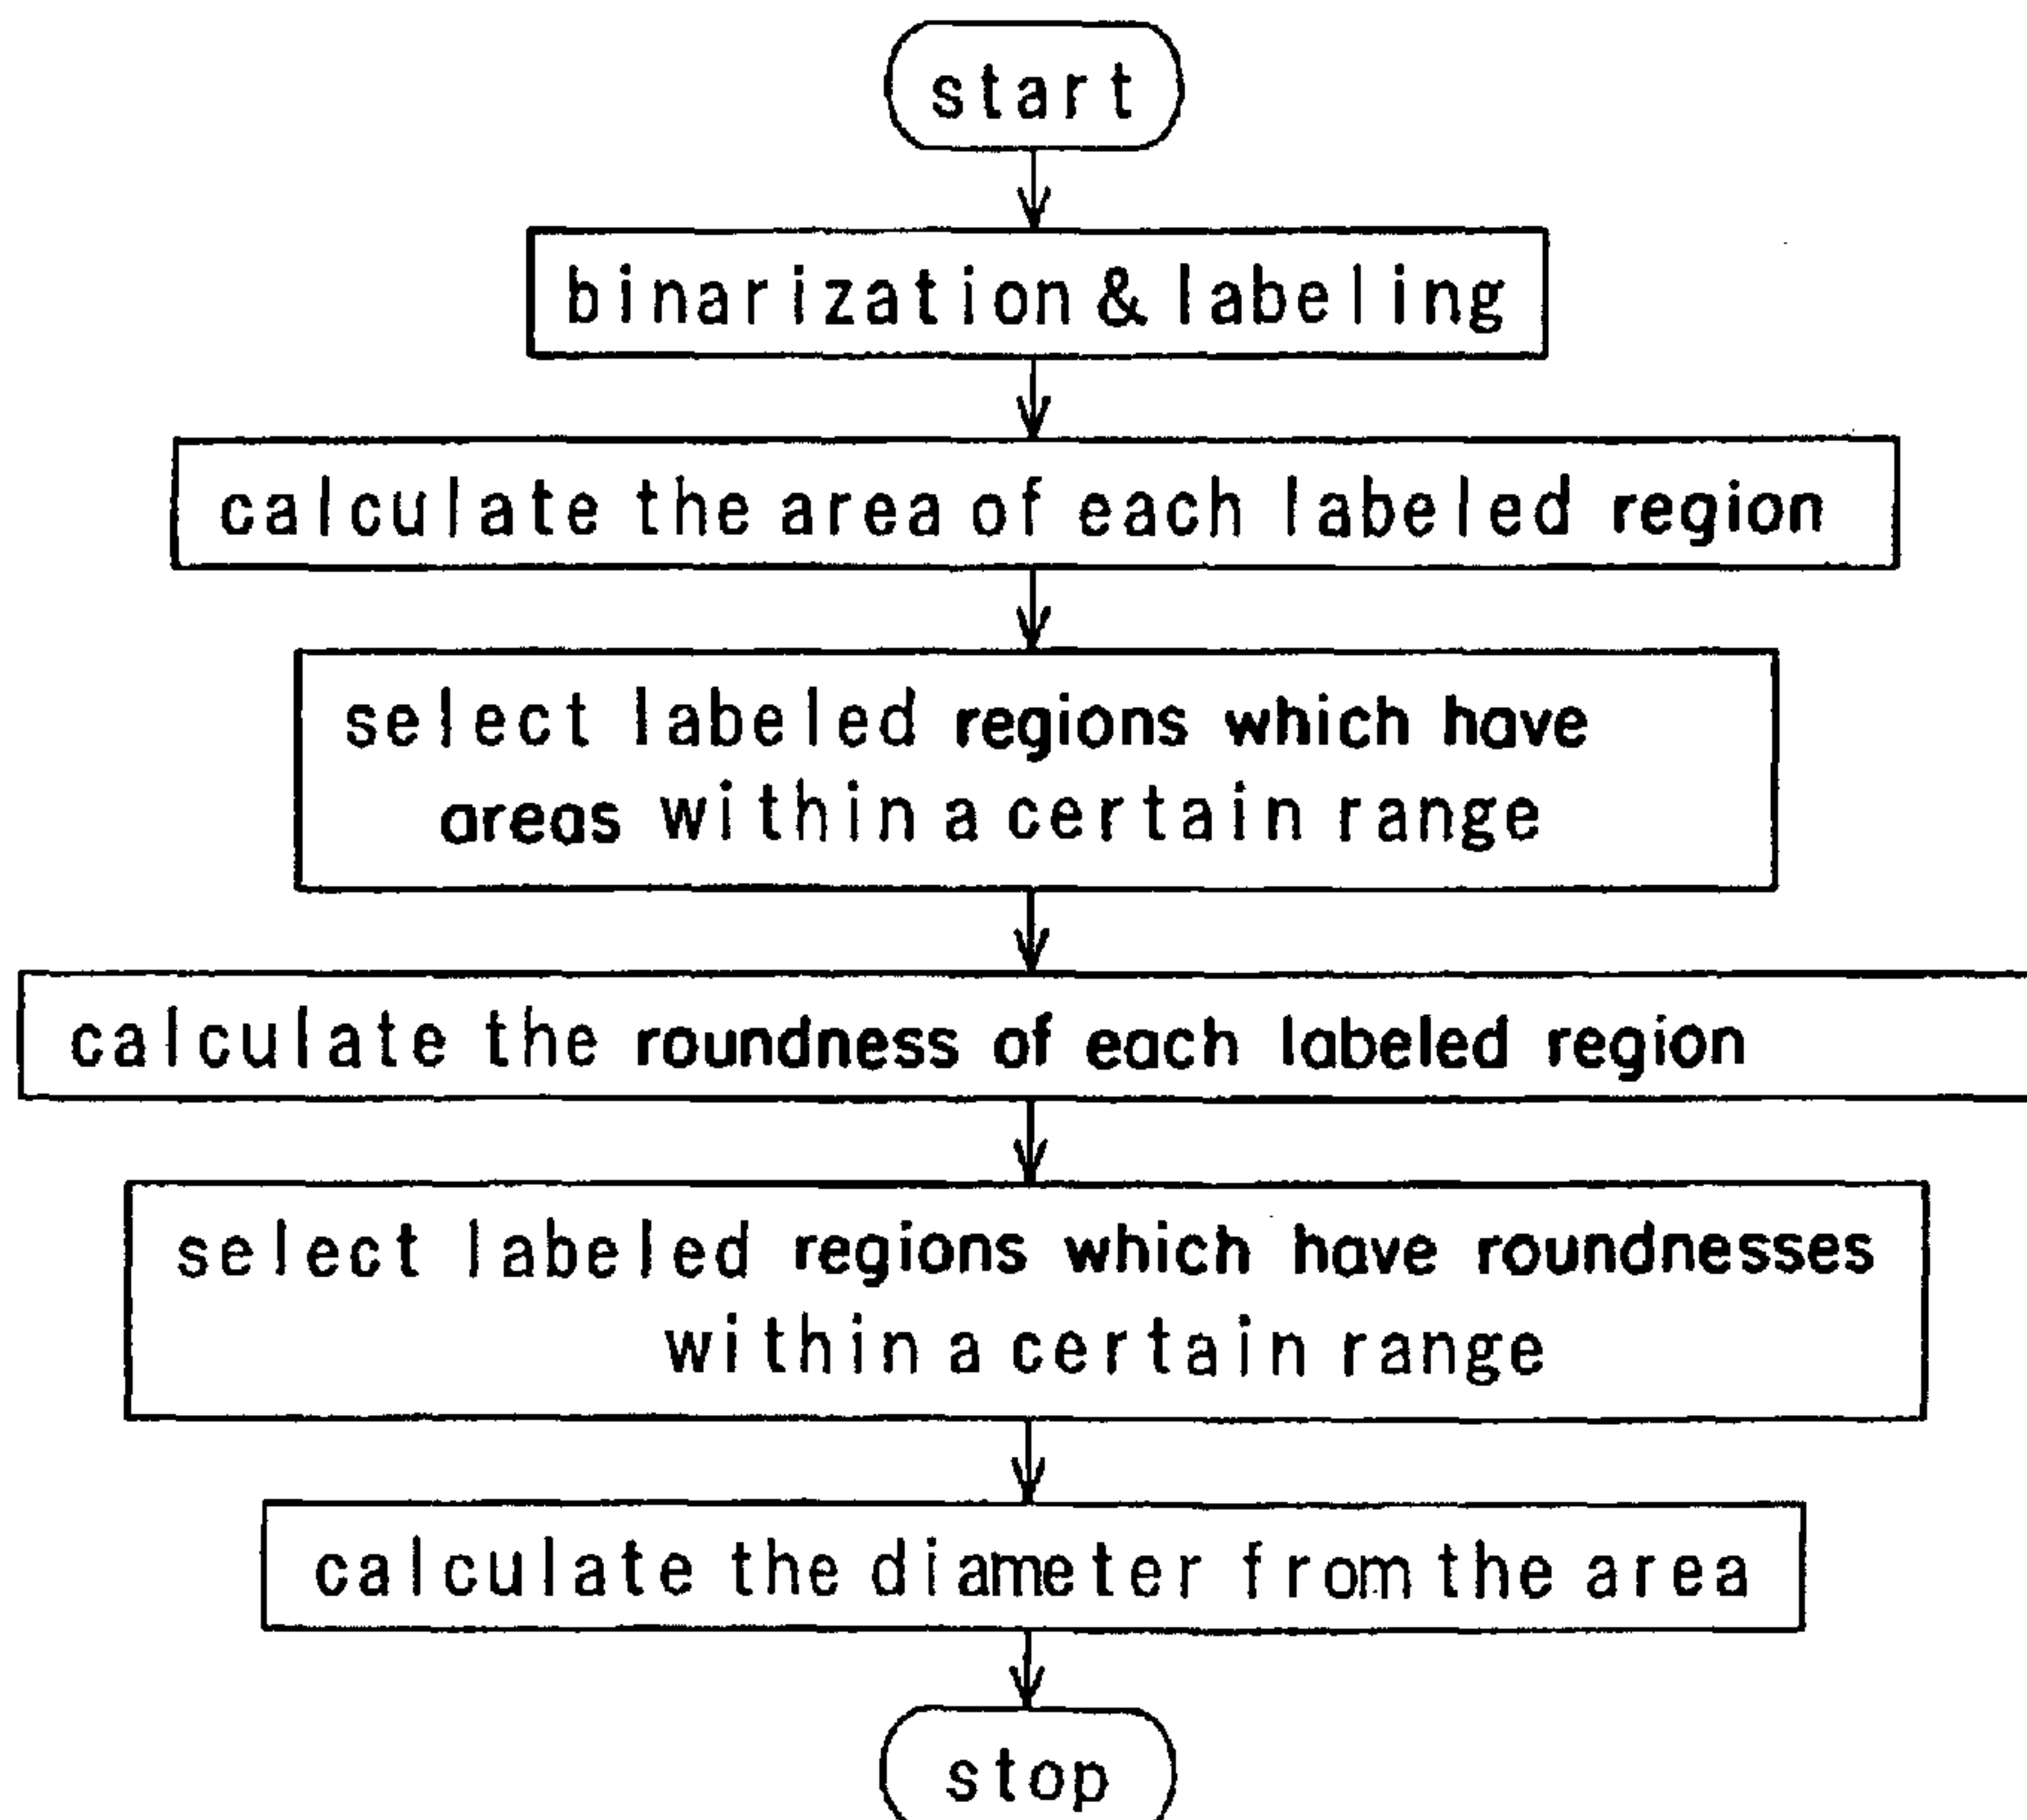 start
binarization & labeling
calculate the area of each labeled region
select labeled regions which have
areas within a certain range
calculate the roundness of each labeled region
select labeled regions which have roundnesses
within a certain range
calculate the diameter from the area
stop